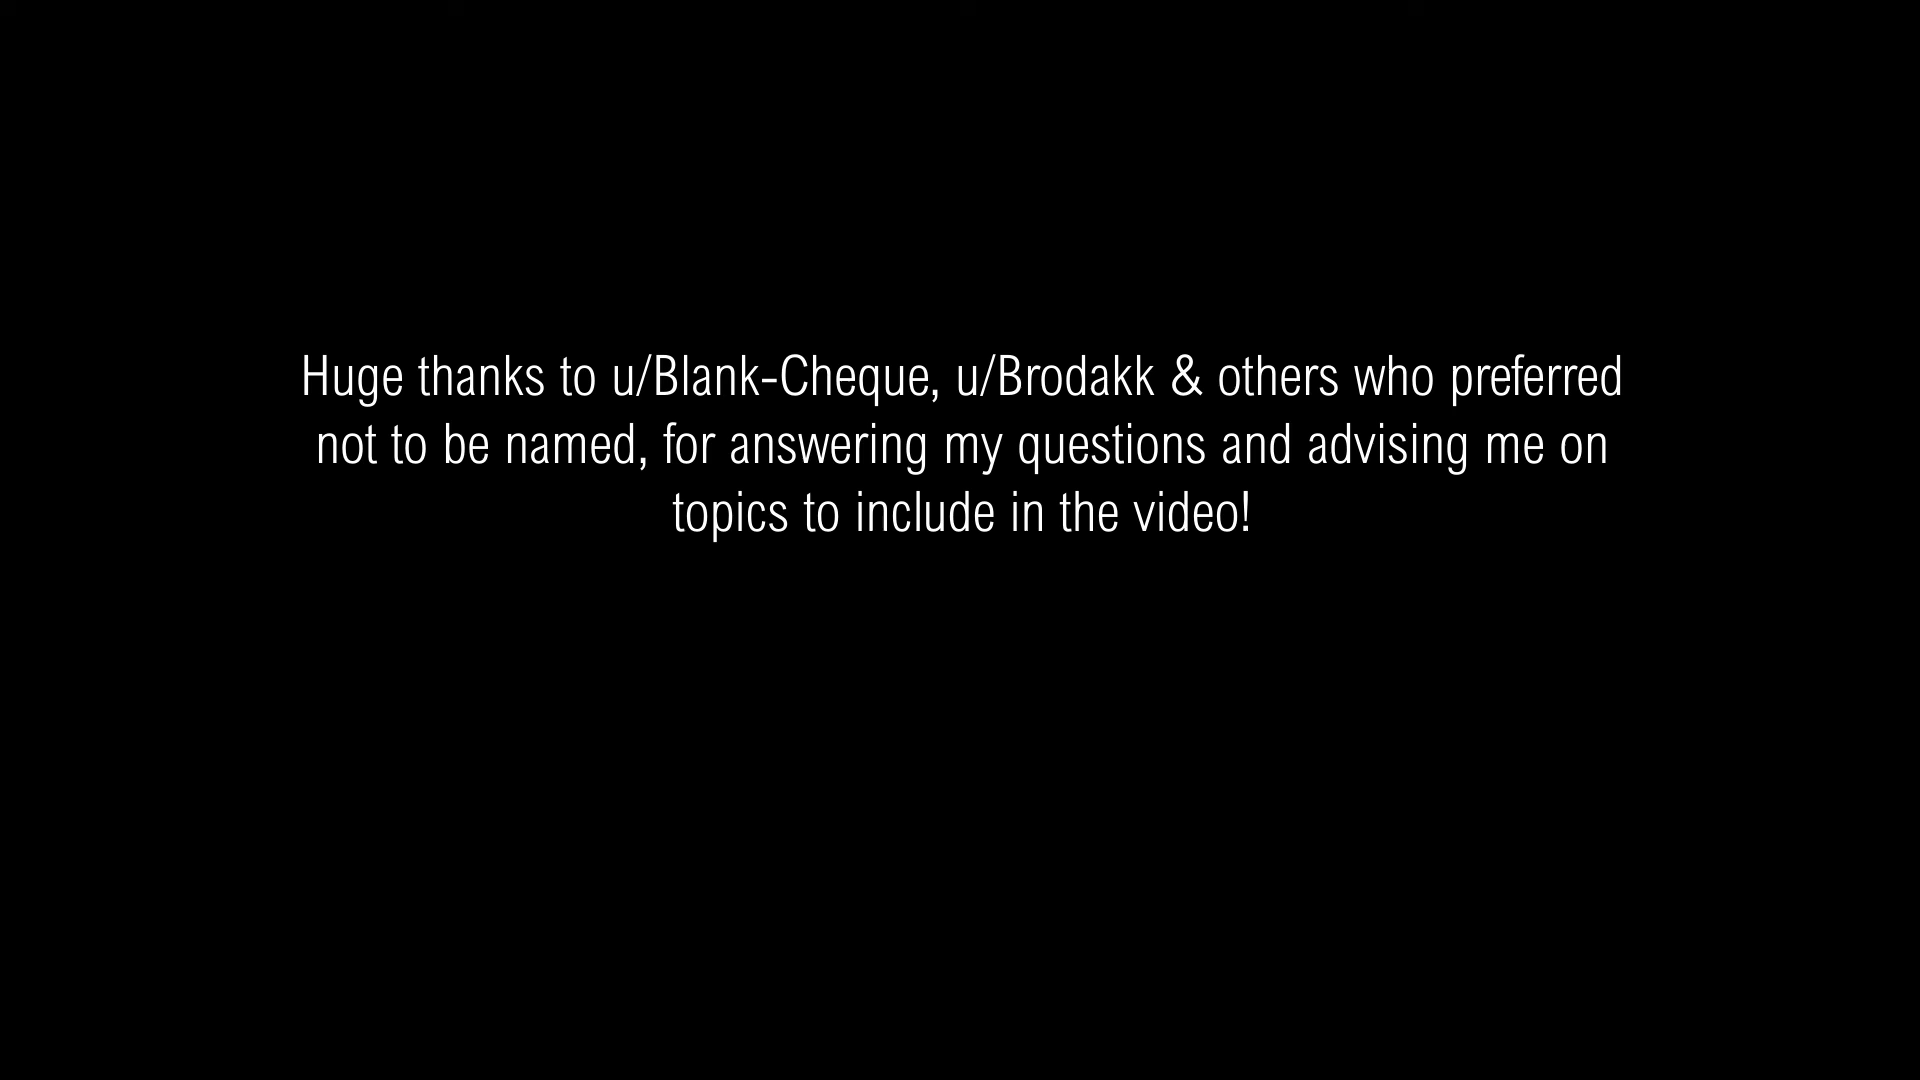 Huge thanks to u/Blank-Cheque, u/Brodakk & others who preferred
not to be named, for answering my questions and advising me on
topics to include in the video!